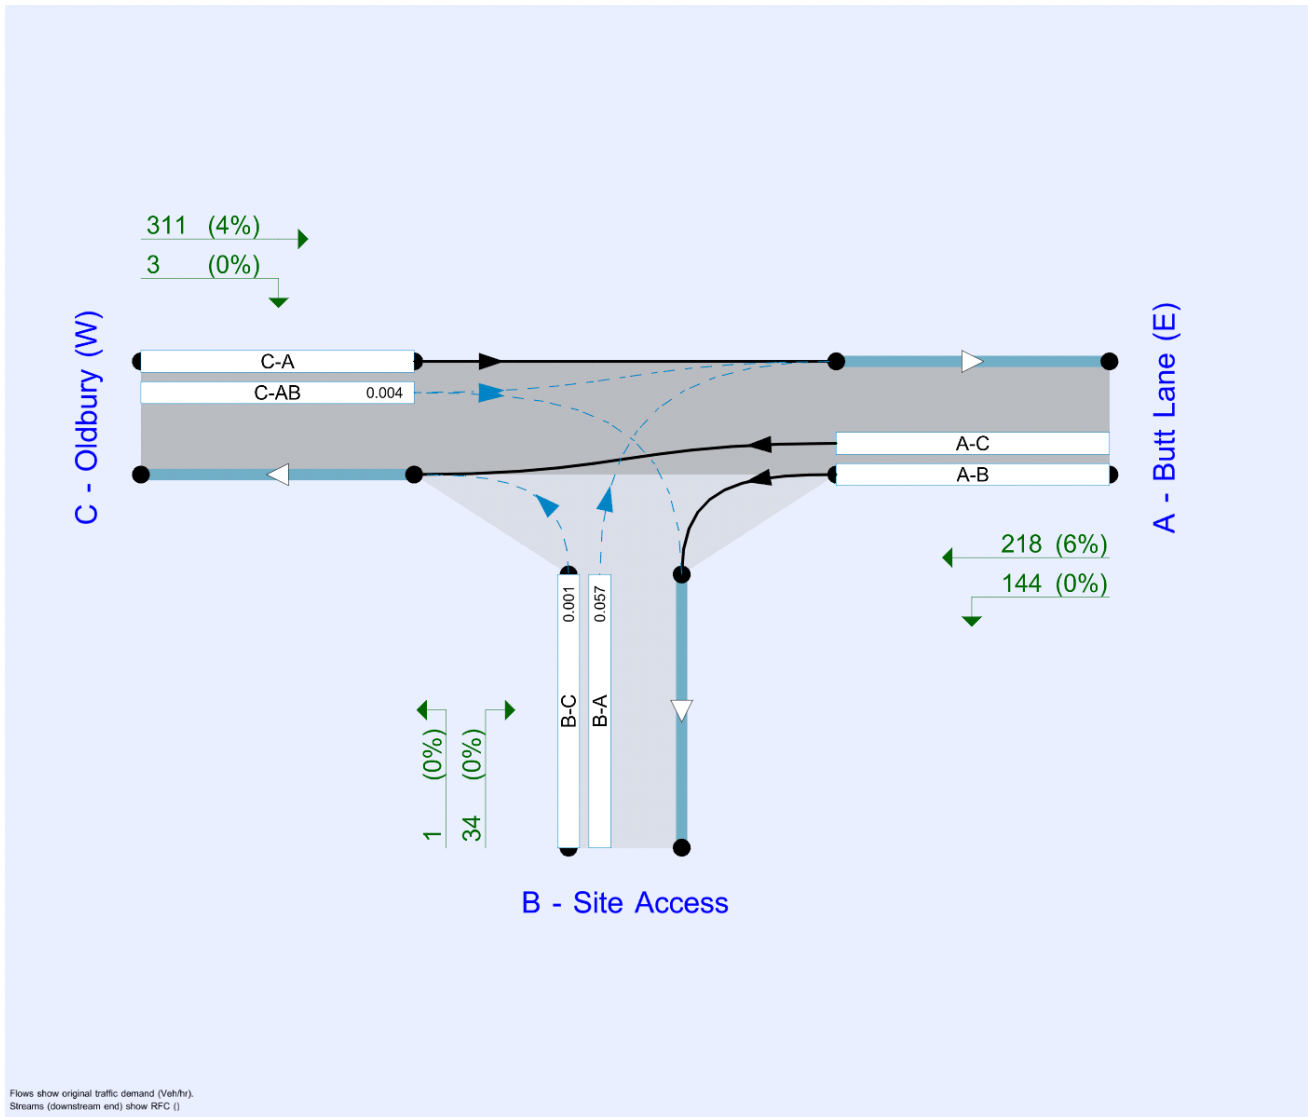 311 (4%)
3 (0%)
C - Oldbury (W)
C-A
C-AB 0.004
A - Butt Lane (E)
A-C
A-B
218 (6%)
144 (0%)
B-C 0.001
B-A 0.057
1 (0%)
34 (0%)
B - Site Access
Flows show original traffic demand (Veh/hr).
Streams (downstream end) show RFC ()